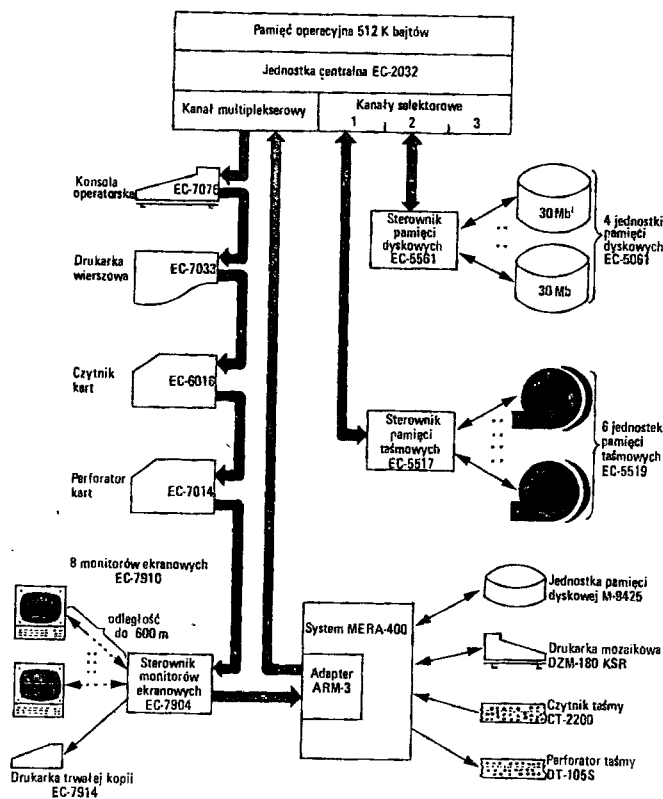 Pamięć operacyjna 512 K bajtów
Jednostka centralna EC-2032
Kanał multiplekserowy
Kanały selektorowe
1 2 3
Konsola
operatorska
EC-7076
Drukarka
wierszowa
EC-7033
Czytnik
kart
EC-6016
Perforator
kart
EC-7014
Sterownik
pamięci
dyskowych
EC-5561
30 Mb
30 Mb
4 jednostki
pamięci
dyskowych
EC-5061
Sterownik
pamięci
taśmowych
EC-5517
6 jednostek
pamięci
taśmowych
EC-5519
8 monitorów ekranowych
EC-7910
odległość
do 600 m
Sterownik
monitorów
ekranowych
EC-7904
Drukarka trwałej kopii
EC-7914
System MERA-400
Adapter
ARM-3
Jednostka pamięci
dyskowej M-9425
Drukarka mozaikowa
DZM-180 KSR
Czytnik taśmy
CT-2200
Perforator taśmy
DT-105S